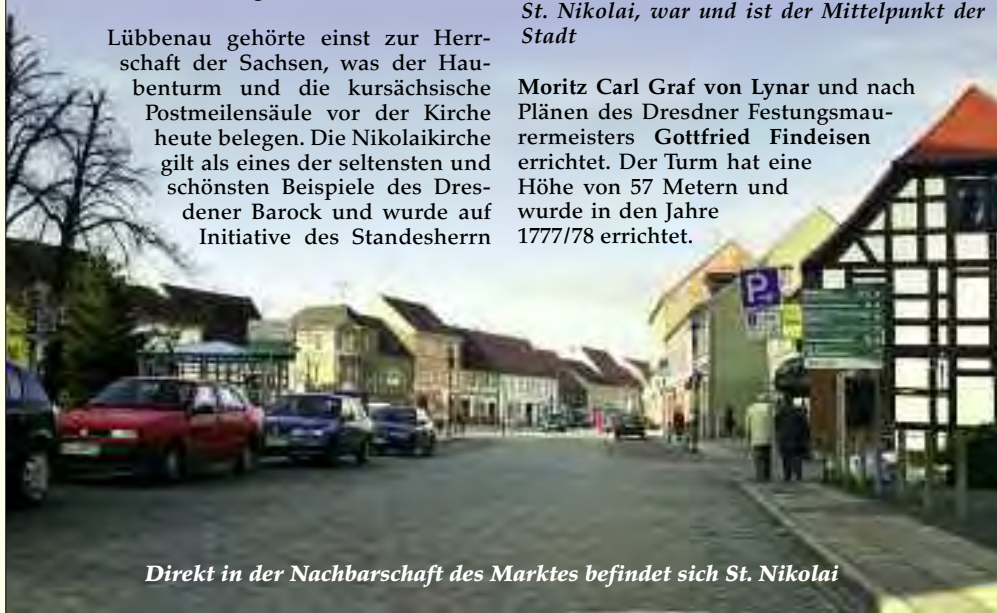 Lübbenau gehörte einst zur Herr-
schaft der Sachsen, was der Hau-
benturm und die kursächsische
Postmeilensäule vor der Kirche
heute belegen. Die Nikolaikirche
gilt als eines der seltensten und
schönsten Beispiele des Dres-
dener Barock und wurde auf
Initiative des Standesherrn
St. Nikolai, war und ist der Mittelpunkt der
Stadt
Moritz Carl Graf von Lynar und nach
Plänen des Dresdner Festungsmau-
rermeisters Gottfried Findeisen
errichtet. Der Turm hat eine
Höhe von 57 Metern und
wurde in den Jahre
1777/78 errichtet.
P
Direkt in der Nachbarschaft des Marktes befindet sich St. Nikolai